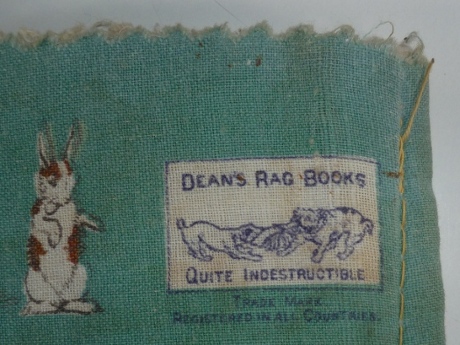 DEAN'S RAG BOOKS
QUITE INDESTRUCTIBLE
TRADE MARK
REGISTERED IN ALL COUNTRIES.